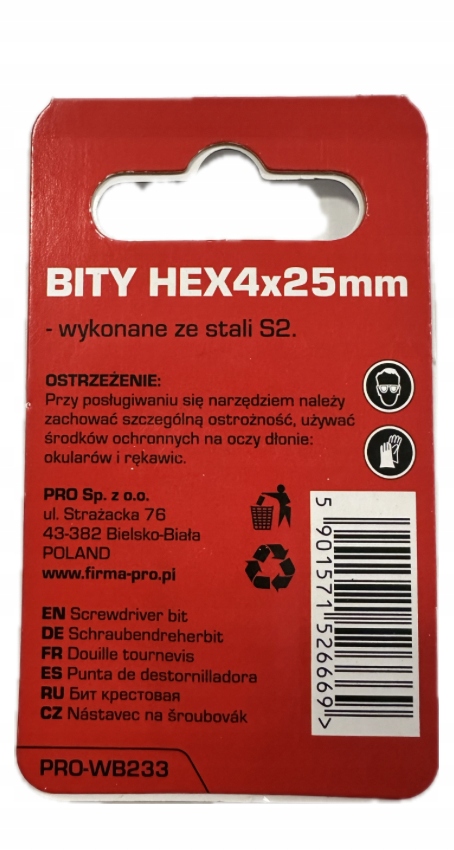 BITY HEX4x25mm
- wykonane ze stali S2.
OSTRZEŻENIE:
Przy posługiwaniu się narzędziem należy
zachować szczególną ostrożność, używać
środków ochronnych na oczy dłonie:
okularów i rękawic.
PRO Sp. z o.o.
ul. Strażacka 76
43-382 Bielsko-Biała
POLAND
www.firma-pro.pl
EN Screwdriver bit
DE Schraubendreherbit
FR Douille tournevis
ES Punta de destornilladora
RU Бит крестовая
CZ Nástavec na šroubovák
PRO-WB233
5 901571 526669 >